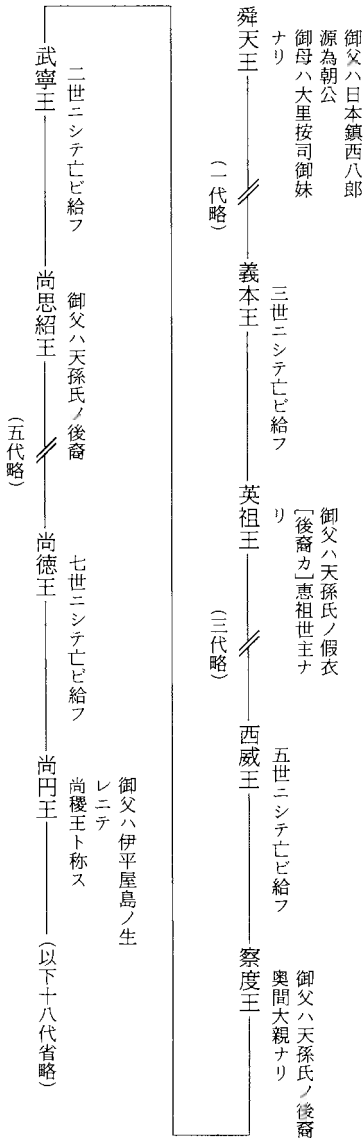 御父ハ日本鎮西八郎
源為朝公
御母ハ大里按司御妹
ナリ
舜天王
(一代略)
三世ニシテ亡ビ給フ
義本王
御父ハ天孫氏ノ假衣
[後裔カ]恵祖世主ナ
リ
英祖王
(三代略)
五世ニシテ亡ビ給フ
西威王
御父ハ天孫氏ノ後裔
奥間大親ナリ
察度王
二世ニシテ亡ビ給フ
武寧王
御父ハ天孫氏ノ後裔
尚思紹王
(五代略)
七世ニシテ亡ビ給フ
尚徳王
御父ハ伊平屋島ノ生
レニテ
尚稷王ト称ス
尚円王
(以下十八代省略)